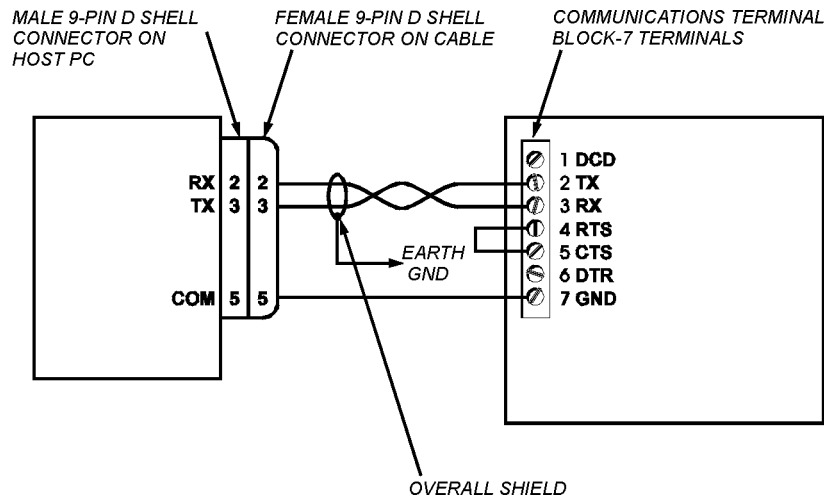 MALE 9-PIN D SHELL
CONNECTOR ON
HOST PC
FEMALE 9-PIN D SHELL
CONNECTOR ON CABLE
COMMUNICATIONS TERMINAL
BLOCK-7 TERMINALS
RX 2 2
TX 3 3
COM 5 5
EARTH
GND
1 DCD
2 TX
3 RX
4 RTS
5 CTS
6 DTR
7 GND
OVERALL SHIELD